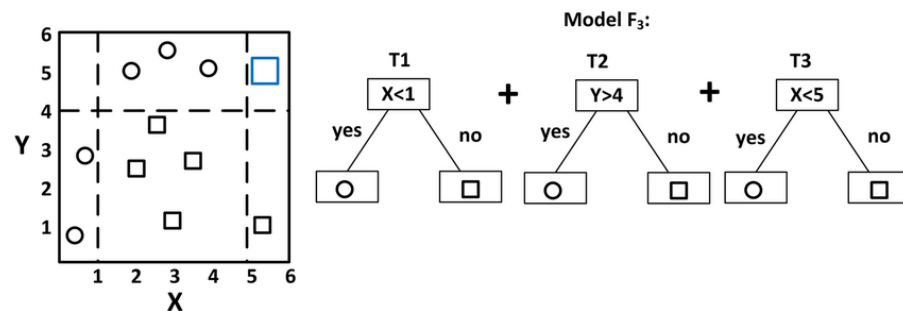 Model F3:
6
5
4
3
2
1
Y
1 2 3 4 5 6
X
T1 T2 T3
X<1 + Y>4 + X<5
yes no yes no yes no